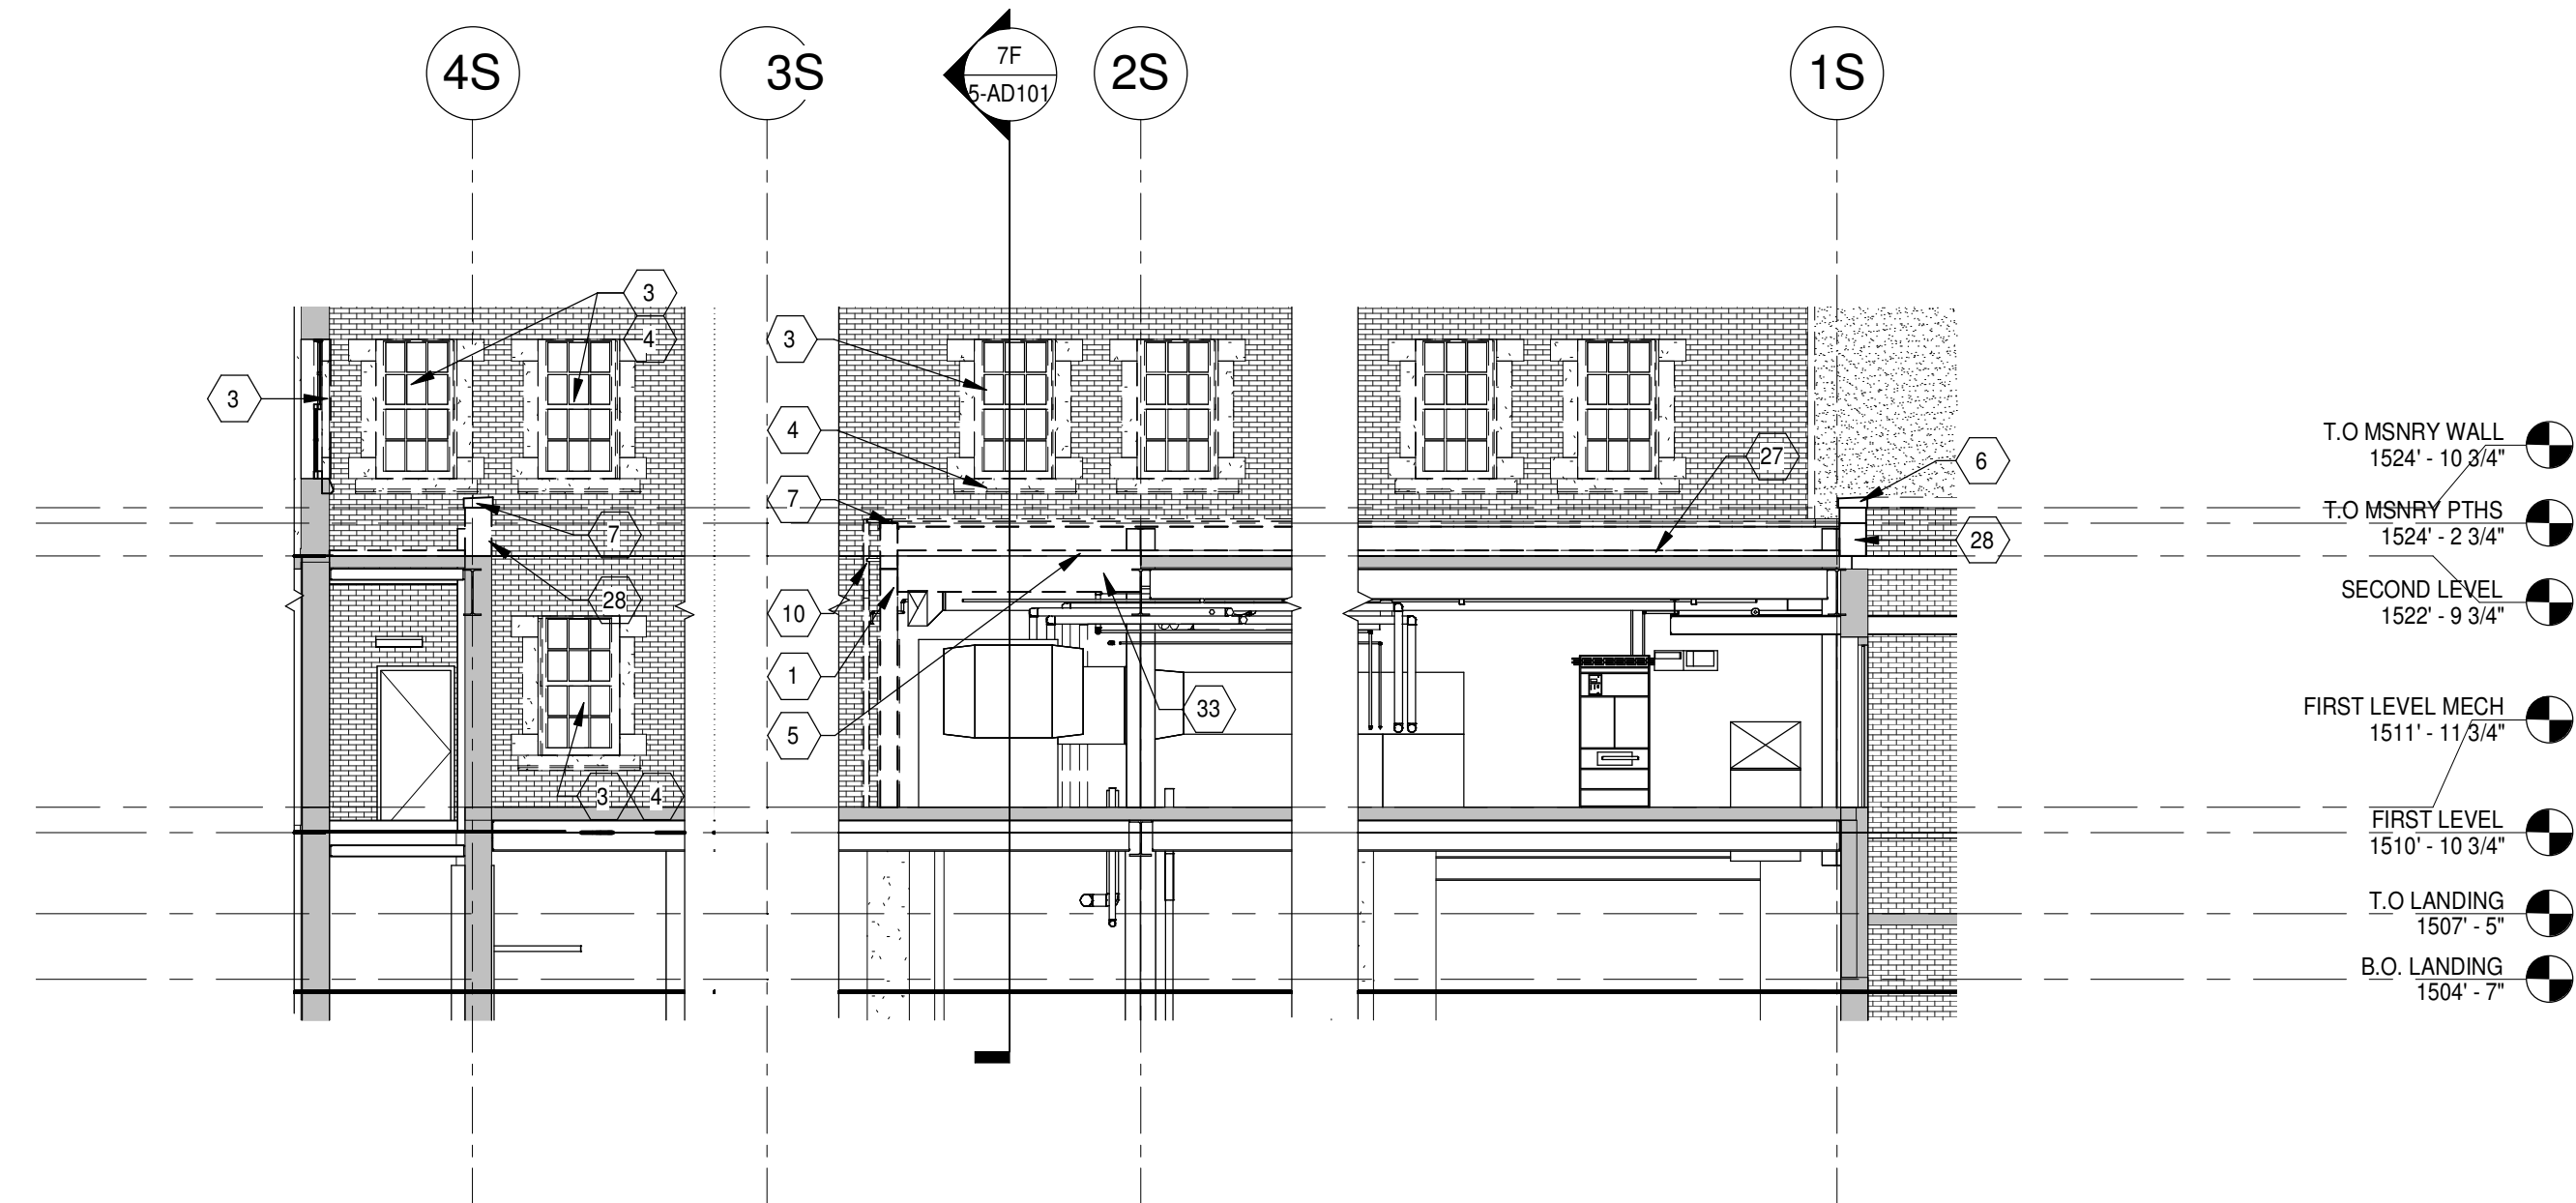 4S
3S
7F
5-AD101
2S
1S
3
4
3
3
4
7
7
28
10
1
5
33
3
4
27
6
28
T.O MSNRY WALL
1524' - 10 3/4"
T.O MSNRY PTHS
1524' - 2 3/4"
SECOND LEVEL
1522' - 9 3/4"
FIRST LEVEL MECH
1511' - 11 3/4"
FIRST LEVEL
1510' - 10 3/4"
T.O LANDING
1507' - 5"
B.O. LANDING
1504' - 7"